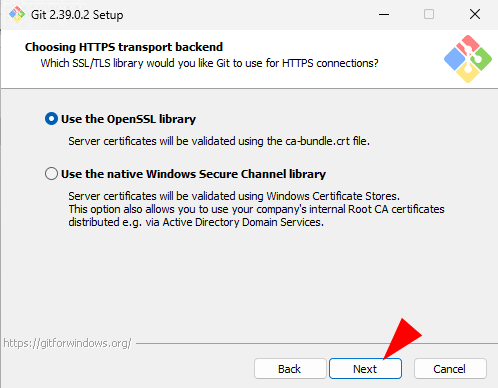 Git 2.39.0.2 Setup
Choosing HTTPS transport backend
Which SSL/TLS library would you like Git to use for HTTPS connections?
Use the OpenSSL library
Server certificates will be validated using the ca-bundle.crt file.
Use the native Windows Secure Channel library
Server certificates will be validated using Windows Certificate Stores.
This option also allows you to use your company's internal Root CA certificates
distributed e.g. via Active Directory Domain Services.
https://gitforwindows.org/
Back
Next
Cancel